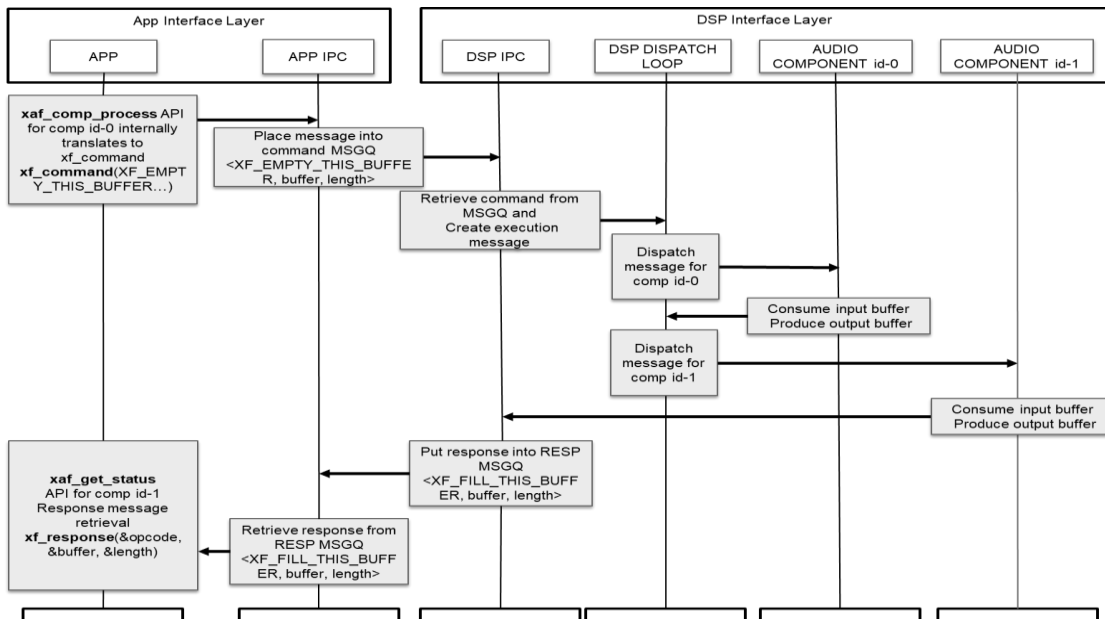 App Interface Layer
DSP Interface Layer
APP
APP IPC
DSP IPC
DSP DISPATCH
LOOP
AUDIO
COMPONENT id-0
AUDIO
COMPONENT id-1
xaf_comp_process API
for comp id-0 internally
translates to
xf_command
xf_command(XF_EMPT
Y_THIS_BUFFER...)
Place message into
command MSGQ
<XF_EMPTY_THIS_BUFFE
R, buffer, length>
Retrieve command from
MSGQ and
Create execution
message
Dispatch
message for
comp id-0
Consume input buffer
Produce output buffer
Dispatch
message for
comp id-1
Consume input buffer
Produce output buffer
Put response into RESP
MSGQ
<XF_FILL_THIS_BUFF
ER, buffer, length>
xaf_get_status
API for comp id-1
Response message
retrieval
xf_response(&opcode,
&buffer, &length)
Retrieve response from
RESP MSGQ
<XF_FILL_THIS_BUFF
ER, buffer, length>